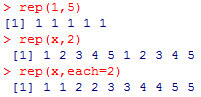 > rep(1,5)
[1] 1 1 1 1 1
> rep(x,2)
[1] 1 2 3 4 5 1 2 3 4 5
> rep(x,each=2)
[1] 1 1 2 2 3 3 4 4 5 5